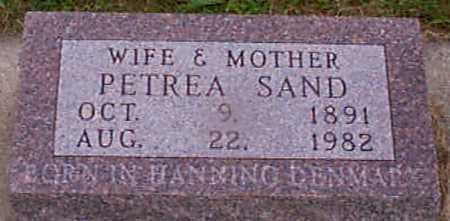 WIFE & MOTHER
PETREA SAND
OCT. 9. 1891
AUG. 22. 1982
BORN IN HANNING DENMARK